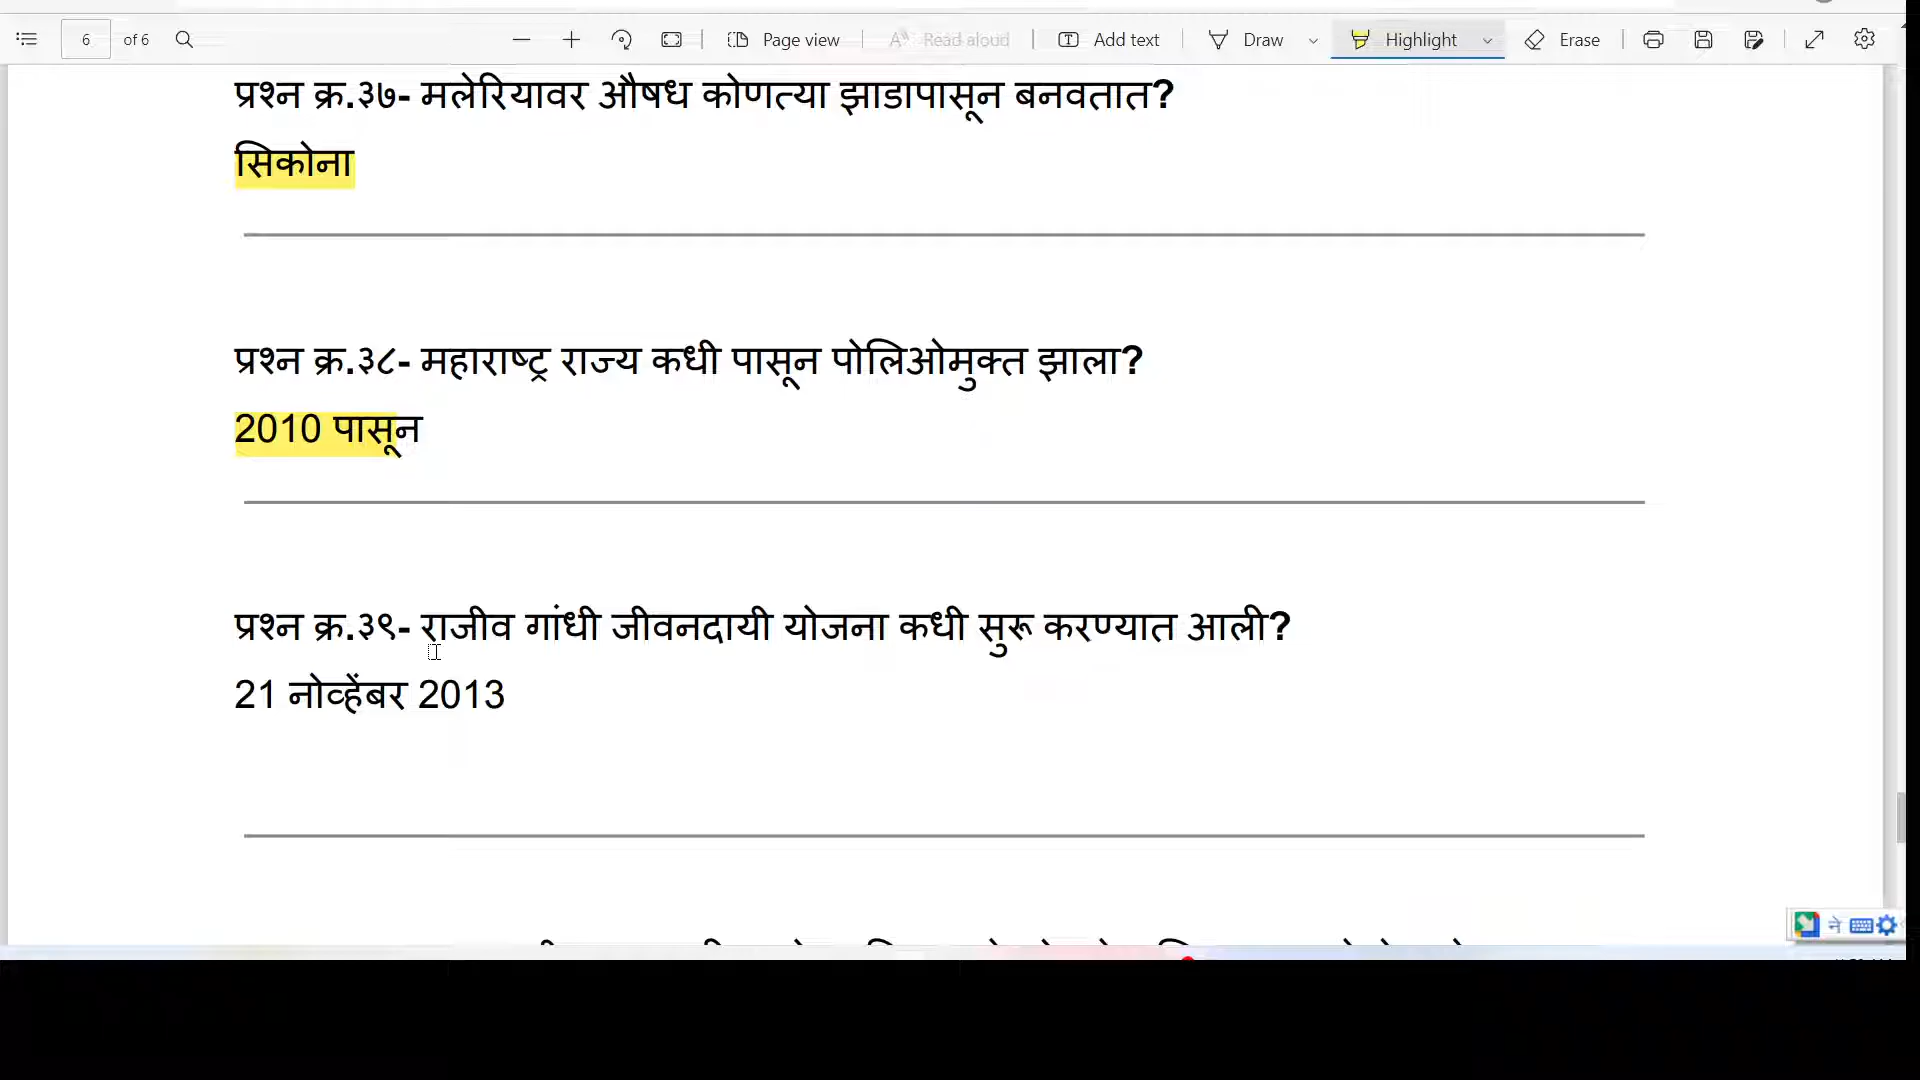 6 of 6 Page view Read aloud Add text Draw Highlight Erase
प्रश्न क्र.३७- मलेरियावर औषध कोणत्या झाडापासून बनवतात?
सिकोना
प्रश्न क्र.३८- महाराष्ट्र राज्य कधी पासून पोलिओमुक्त झाला?
2010 पासून
प्रश्न क्र.३९- राजीव गांधी जीवनदायी योजना कधी सुरू करण्यात आली?
21 नोव्हेंबर 2013
ने